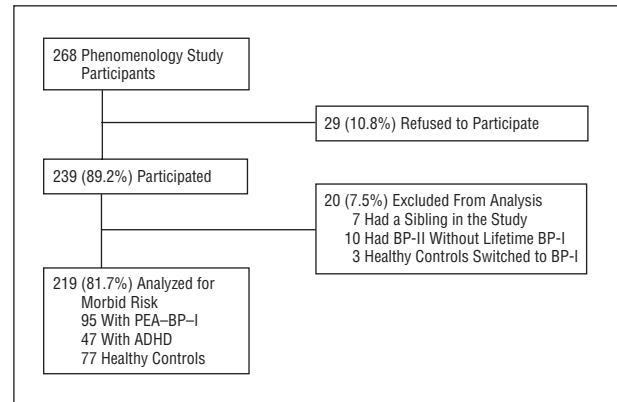 268 Phenomenology Study
Participants
29 (10.8%) Refused to Participate
239 (89.2%) Participated
20 (7.5%) Excluded From Analysis
7 Had a Sibling in the Study
10 Had BP-II Without Lifetime BP-I
3 Healthy Controls Switched to BP-I
219 (81.7%) Analyzed for
Morbid Risk
95 With PEA–BP–I
47 With ADHD
77 Healthy Controls